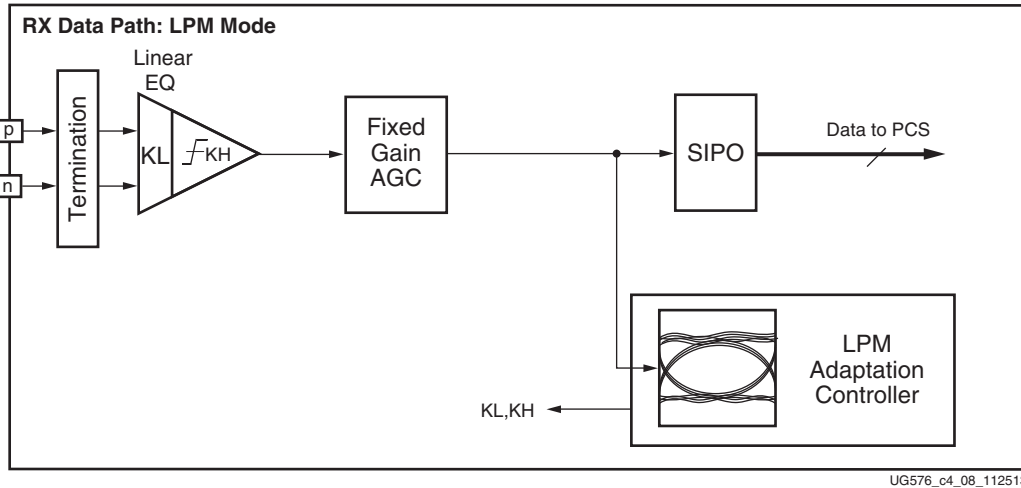 RX Data Path: LPM Mode
Linear
EQ
p
n
Termination
KL
KH
Fixed
Gain
AGC
SIPO
Data to PCS
LPM
Adaptation
Controller
KL,KH